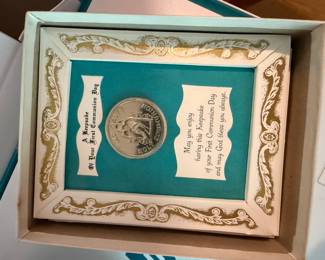 A Keepsake
Of Your First Communion Day
May you enjoy
having this Keepsake
of your First Communion Day
and may God bless you always.